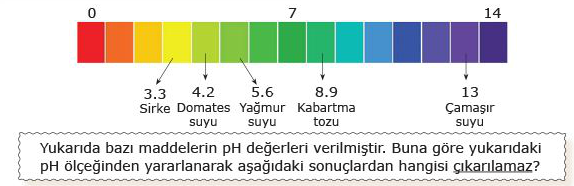 0 7 14
3.3 4.2 5.6 8.9 13
Sirke Domates Yağmur Kabartma Çamaşır
suyu suyu tozu suyu
Yukarıda bazı maddelerin pH değerleri verilmiştir. Buna göre yukarıdaki
pH ölçeğinden yararlanarak aşağıdaki sonuçlardan hangisi çıkarılamaz?